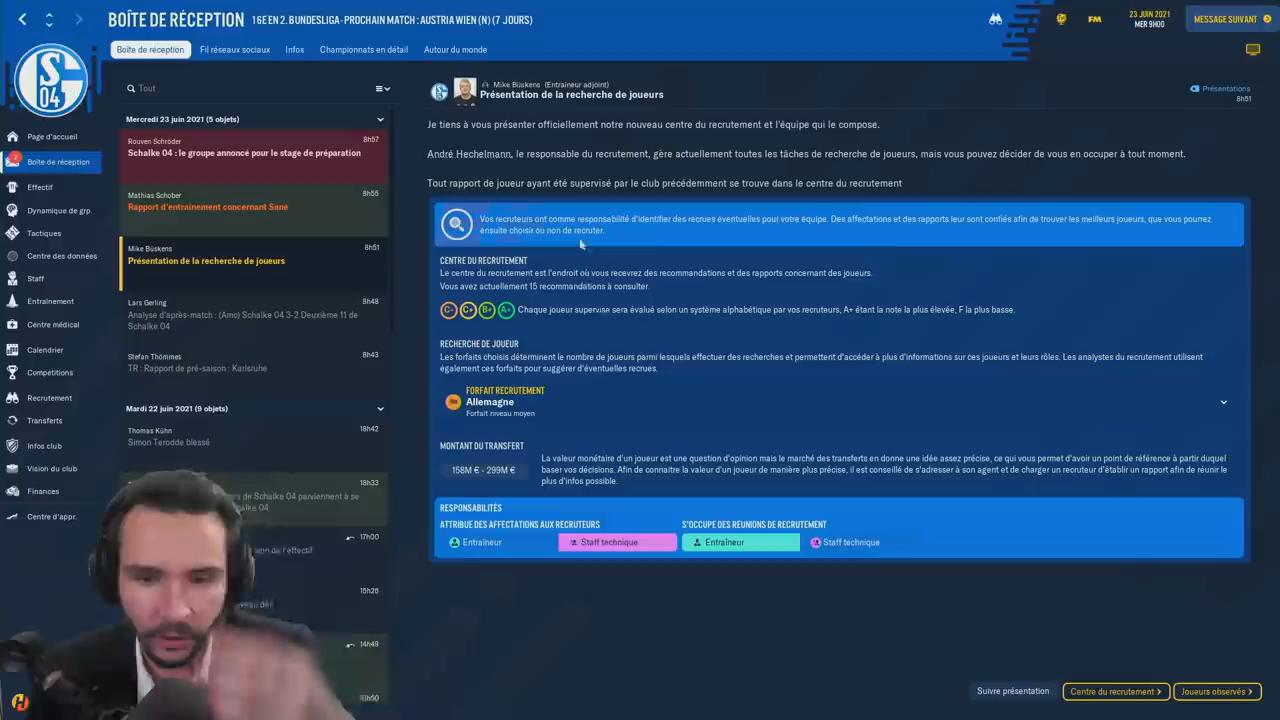 BOÎTE DE RÉCEPTION
16E EN 2. BUNDESLIGA- PROCHAIN MATCH : AUSTRIA WIEN (N) (7 JOURS)
FM
23 JUIN 2021
MER 9H00
MESSAGE SUIVANT
Boîte de réception
Fil réseaux sociaux
Infos
Championnats en détail
Autour du monde
S
04
Page d'accueil
Boîte de réception
Effectif
Dynamique de grp.
Tactiques
Centre des données
Staff
Entraînement
Centre médical
Calendrier
Compétitions
Recrutement
Transferts
Infos club
Vision du club
Finances
Centre d'appr.
Tout
Mercredi 23 juin 2021 (5 objets)
Rouven Schröder
8h57
Schalke 04 : le groupe annoncé pour le stage de préparation
Mathias Schober
8h55
Rapport d'entraînement concernant Sané
Mike Büskens
8h51
Présentation de la recherche de joueurs
Lars Gerling
8h48
Analyse d'après-match : (Amc) Schalke 04 3-2 Deuxième 11 de
Schalke 04
Stefan Thömmes
8h43
TR : Rapport de pré-saison : Karlsruhe
Mardi 22 juin 2021 (9 objets)
Thomas Kühn
18h42
Simon Terodde blessé
18h33
de Schalke 04 parviennent à se
17h00
15h26
14h49
10h50
Mike Büskens (Entraîneur adjoint)
Présentation de la recherche de joueurs
Présentations
8h51
Je tiens à vous présenter officiellement notre nouveau centre du recrutement et l'équipe qui le compose.
André Hechelmann, le responsable du recrutement, gère actuellement toutes les tâches de recherche de joueurs, mais vous pouvez décider de vous en occuper à tout moment.
Tout rapport de joueur ayant été supervisé par le club précédemment se trouve dans le centre du recrutement
Vos recruteurs ont comme responsabilité d'identifier des recrues éventuelles pour votre équipe. Des affectations et des rapports leur sont confiés afin de trouver les meilleurs joueurs, que vous pourrez
ensuite choisir ou non de recruter.
CENTRE DU RECRUTEMENT
Le centre du recrutement est l'endroit où vous recevrez des recommandations et des rapports concernant des joueurs.
Vous avez actuellement 15 recommandations à consulter.
C- C+ B+ A+ Chaque joueur supervisé sera évalué selon un système alphabétique par vos recruteurs, A+ étant la note la plus élevée, F la plus basse.
RECHERCHE DE JOUEUR
Les forfaits choisis déterminent le nombre de joueurs parmi lesquels effectuer des recherches et permettent d'accéder à plus d'informations sur ces joueurs et leurs rôles. Les analystes du recrutement utilisent
également ces forfaits pour suggérer d'éventuelles recrues.
FORFAIT RECRUTEMENT
Allemagne
Forfait niveau moyen
MONTANT DU TRANSFERT
158M € - 299M €
La valeur monétaire d'un joueur est une question d'opinion mais le marché des transferts en donne une idée assez précise, ce qui vous permet d'avoir un point de référence à partir duquel
baser vos décisions. Afin de connaître la valeur d'un joueur de manière plus précise, il est conseillé de s'adresser à son agent et de charger un recruteur d'établir un rapport afin de réunir le
plus d'infos possible.
RESPONSABILITÉS
ATTRIBUE DES AFFECTATIONS AUX RECRUTEURS
Entraîneur
Staff technique
S'OCCUPE DES RÉUNIONS DE RECRUTEMENT
Entraîneur
Staff technique
Suivre présentation
Centre du recrutement
Joueurs observés